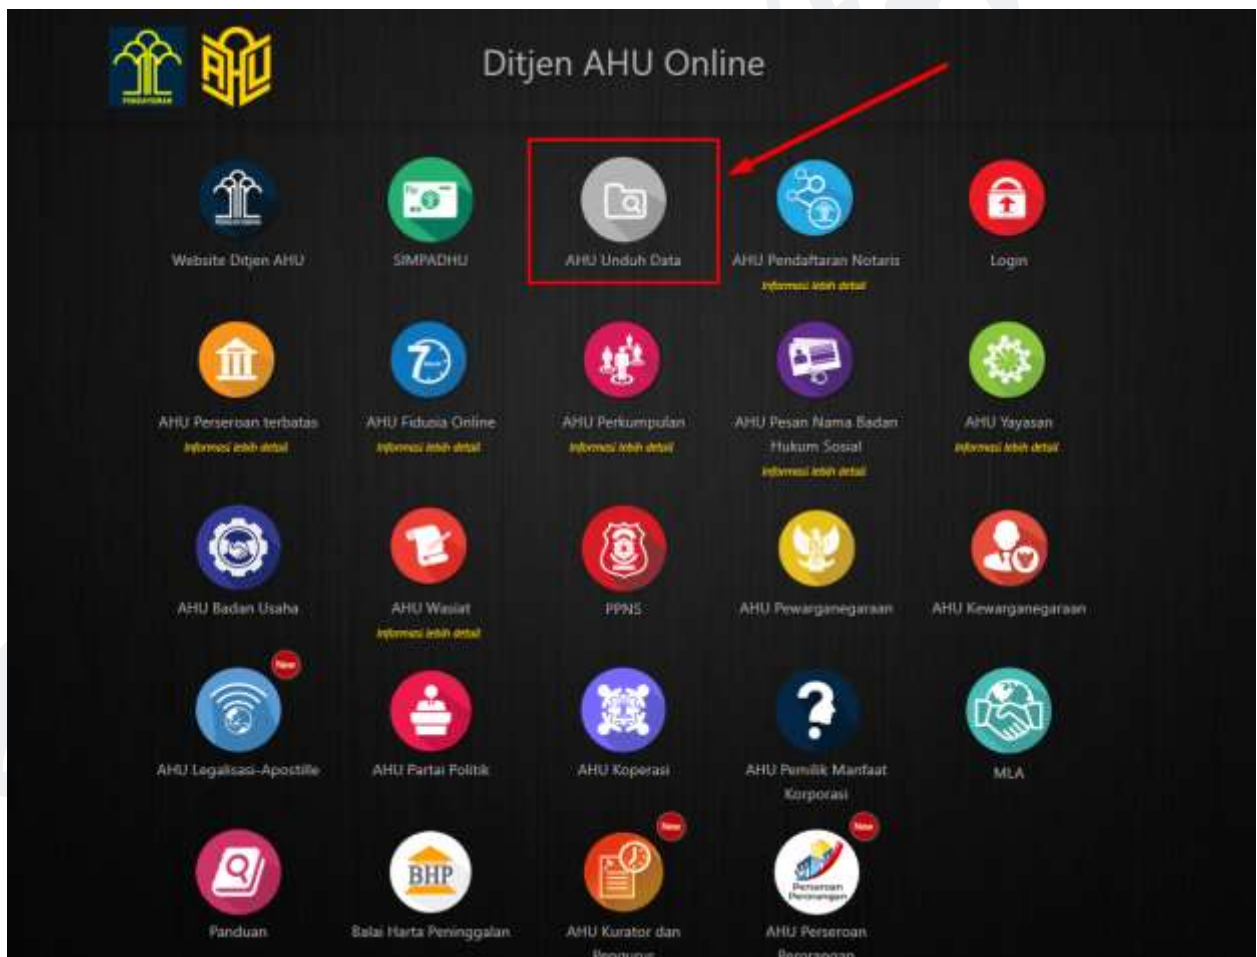 Ditjen AHU Online
Website Ditjen AHU
SIMPADHU
AHU Unduh Data
AHU Pendaftaran Notaris
Informasi lebih detail
Login
AHU Perseroan terbatas
Informasi lebih detail
7
AHU Fidusia Online
Informasi lebih detail
AHU Perkumpulan
Informasi lebih detail
AHU Pesan Nama Badan
Hukum Sosial
Informasi lebih detail
AHU Yayasan
Informasi lebih detail
AHU Badan Usaha
AHU Wasiat
Informasi lebih detail
PPNS
AHU Pewarganegaraan
AHU Kewarganegaraan
New
AHU Legalisasi-Apostille
AHU Partai Politik
AHU Koperasi
AHU Pemilik Manfaat
Korporasi
MLA
Panduan
BHP
Balai Harta Peninggalan
New
AHU Kurator dan
Pengurus
New
Perseroan
Perorangan
AHU Perseroan
Perorangan